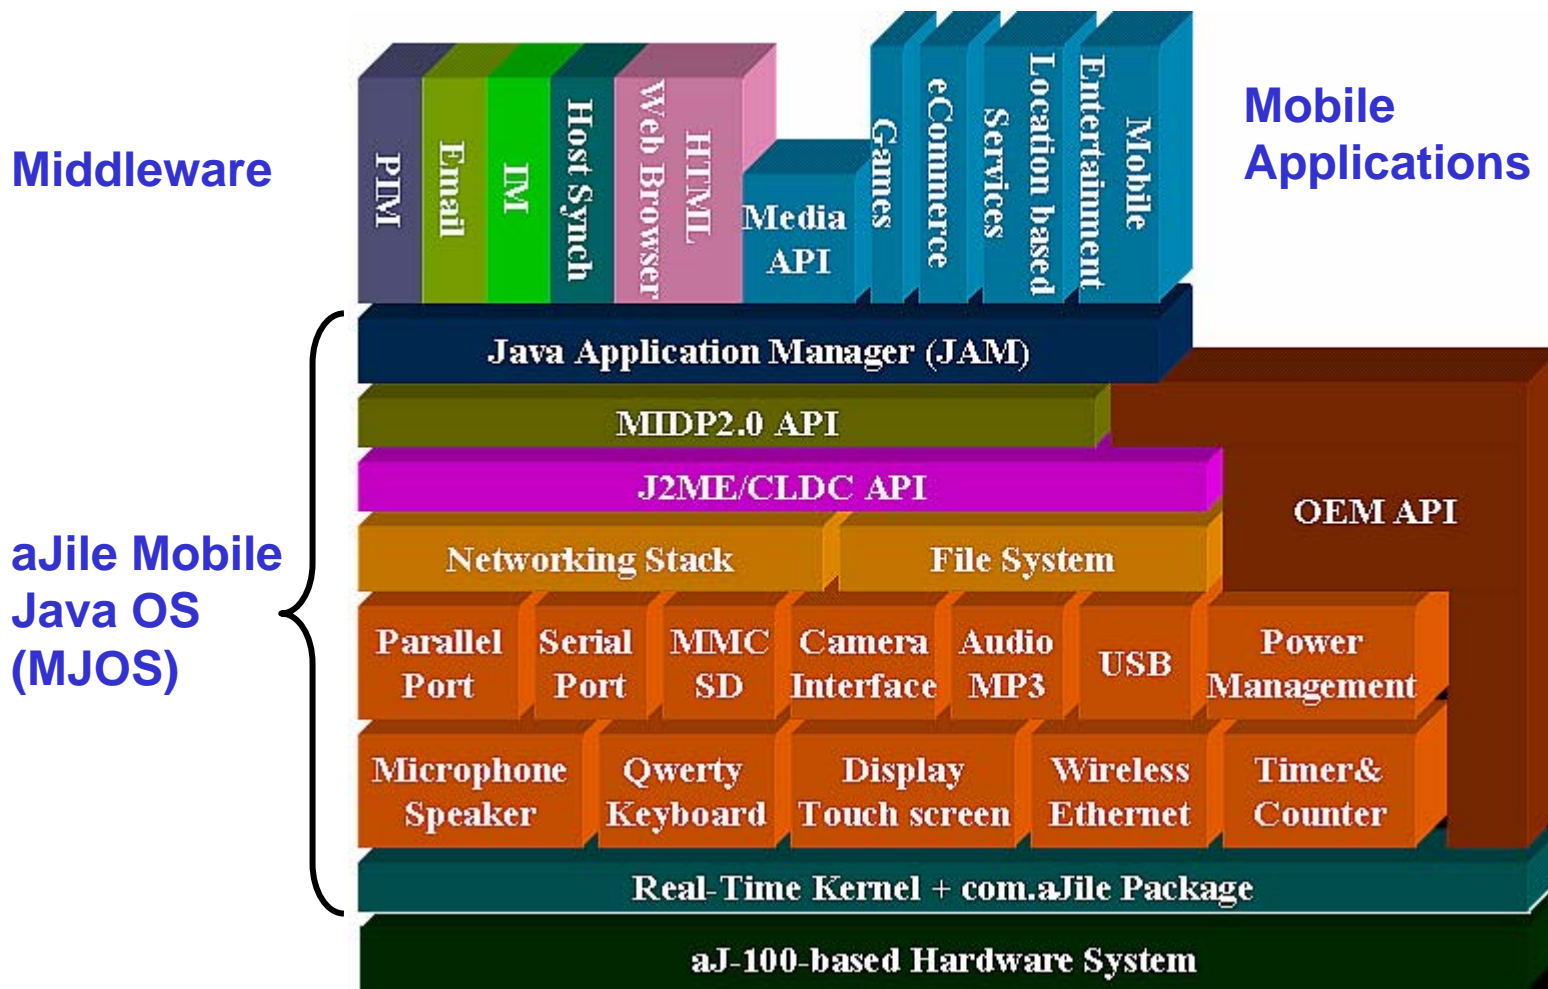 Middleware
PIM
Email
IM
Host Synch
HTML
Web Browser
Media
API
Games
eCommerce
Location based
Services
Mobile
Entertainment
Mobile
Applications
Java Application Manager (JAM)
MIDP2.0 API
J2ME/CLDC API
OEM API
Networking Stack
File System
aJile Mobile
Java OS
(MJOS)
Parallel
Port
Serial
Port
MMC
SD
Camera
Interface
Audio
MP3
USB
Power
Management
Microphone
Speaker
Qwerty
Keyboard
Display
Touch screen
Wireless
Ethernet
Timer&
Counter
Real-Time Kernel + com.aJile Package
aJ-100-based Hardware System